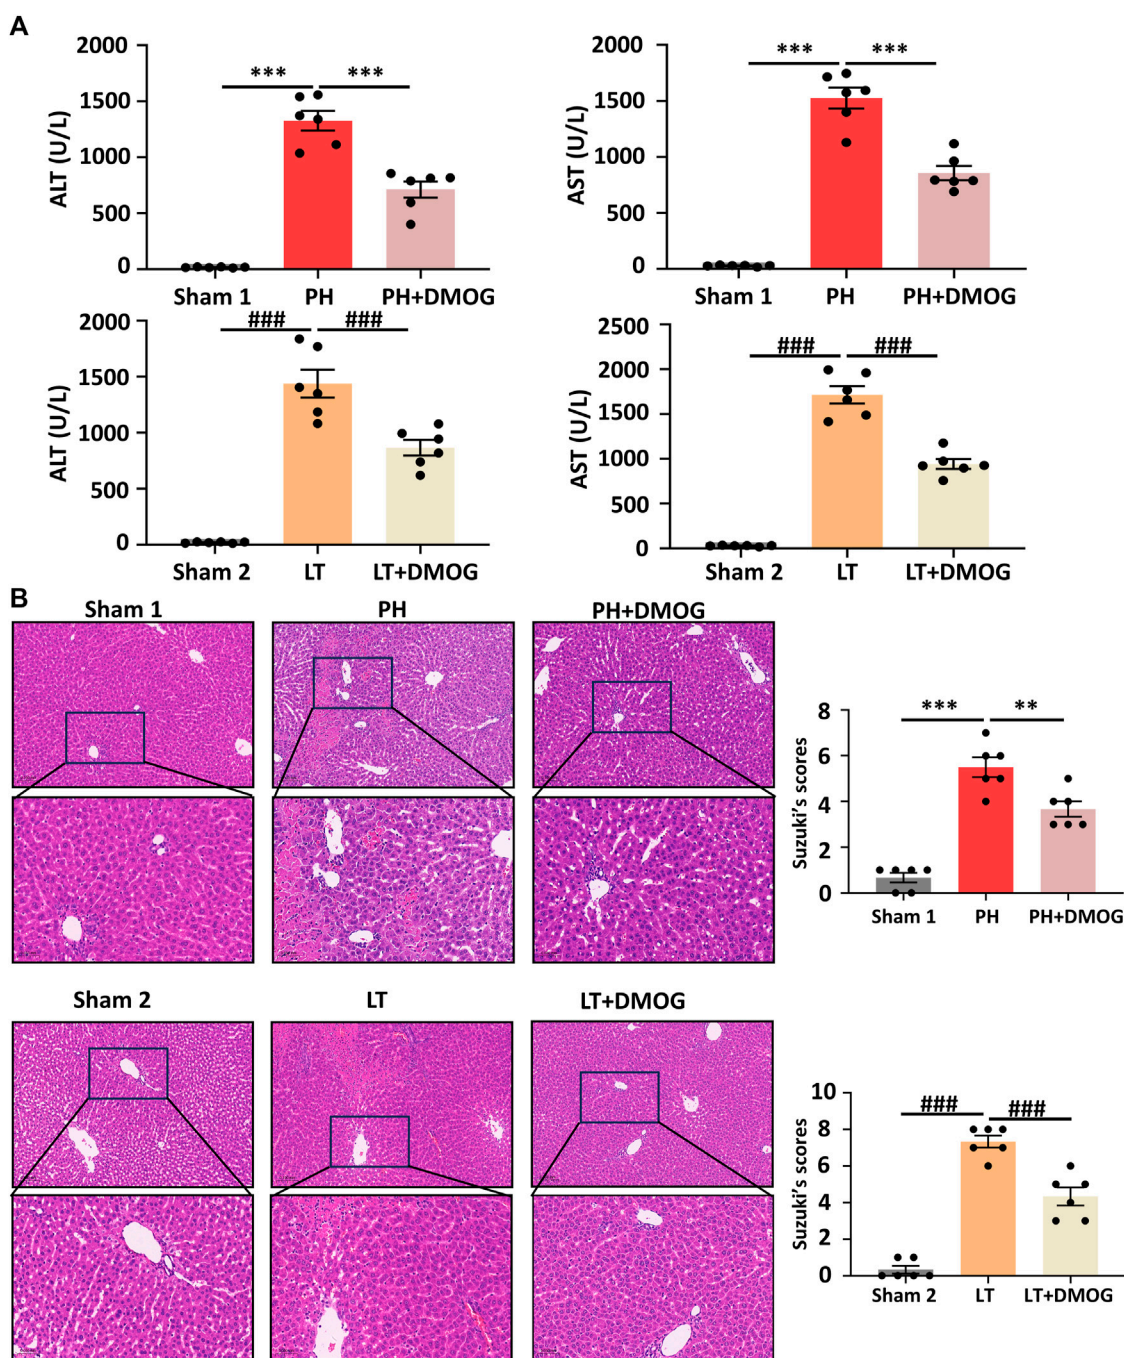 A
2000
1500
1000
500
0
ALT (U/L)
*** ***
Sham 1 PH PH+DMOG
2000
1500
1000
500
0
AST (U/L)
*** ***
Sham 1 PH PH+DMOG
2000
1500
1000
500
0
ALT (U/L)
### ###
Sham 2 LT LT+DMOG
2500
2000
1500
1000
500
0
AST (U/L)
### ###
Sham 2 LT LT+DMOG
B
Sham 1 PH PH+DMOG
8
6
4
2
0
Suzuki's scores
*** **
Sham 1 PH PH+DMOG
Sham 2 LT LT+DMOG
10
8
6
4
2
0
Suzuki's scores
### ###
Sham 2 LT LT+DMOG